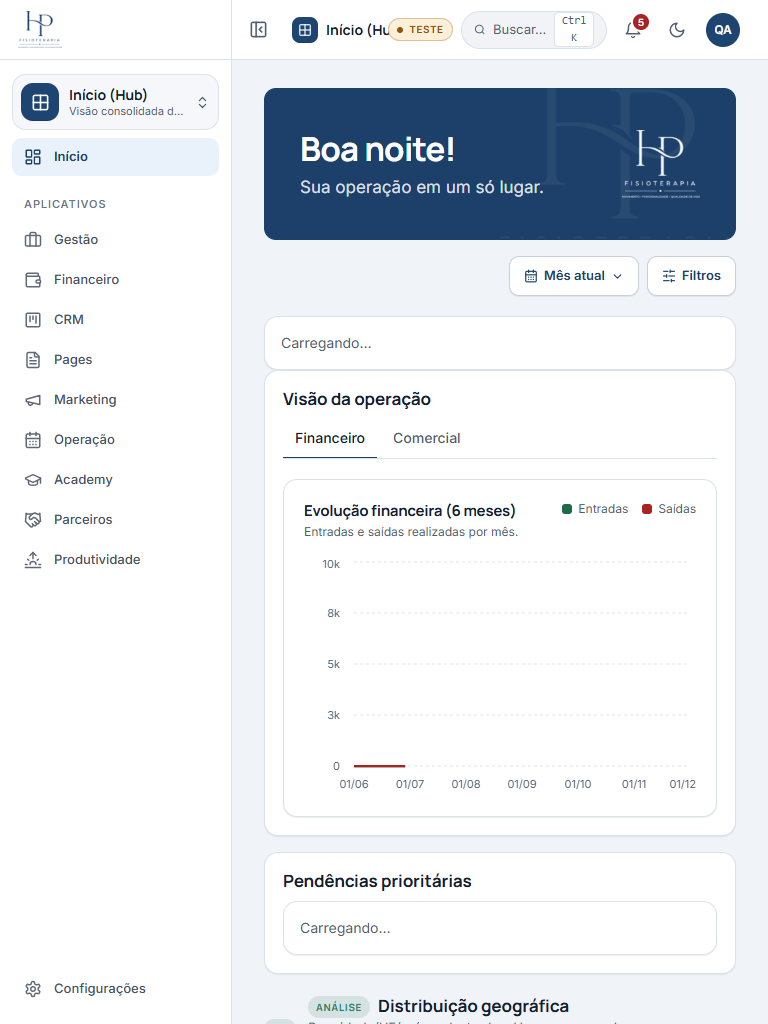 HP
FISIOTERAPIA
Início (Hub)
Visão consolidada d...
Início
APLICATIVOS
Gestão
Financeiro
CRM
Pages
Marketing
Operação
Academy
Parceiros
Produtividade
Configurações
Início (Hu
TESTE
Buscar...
Ctrl
K
5
QA
Boa noite!
Sua operação em um só lugar.
HP
FISIOTERAPIA
Mês atual
Filtros
Carregando...
Visão da operação
Financeiro
Comercial
Evolução financeira (6 meses)
Entradas
Saídas
Entradas e saídas realizadas por mês.
10k
8k
5k
3k
0
01/06
01/07
01/08
01/09
01/10
01/11
01/12
Pendências prioritárias
Carregando...
ANÁLISE
Distribuição geográfica